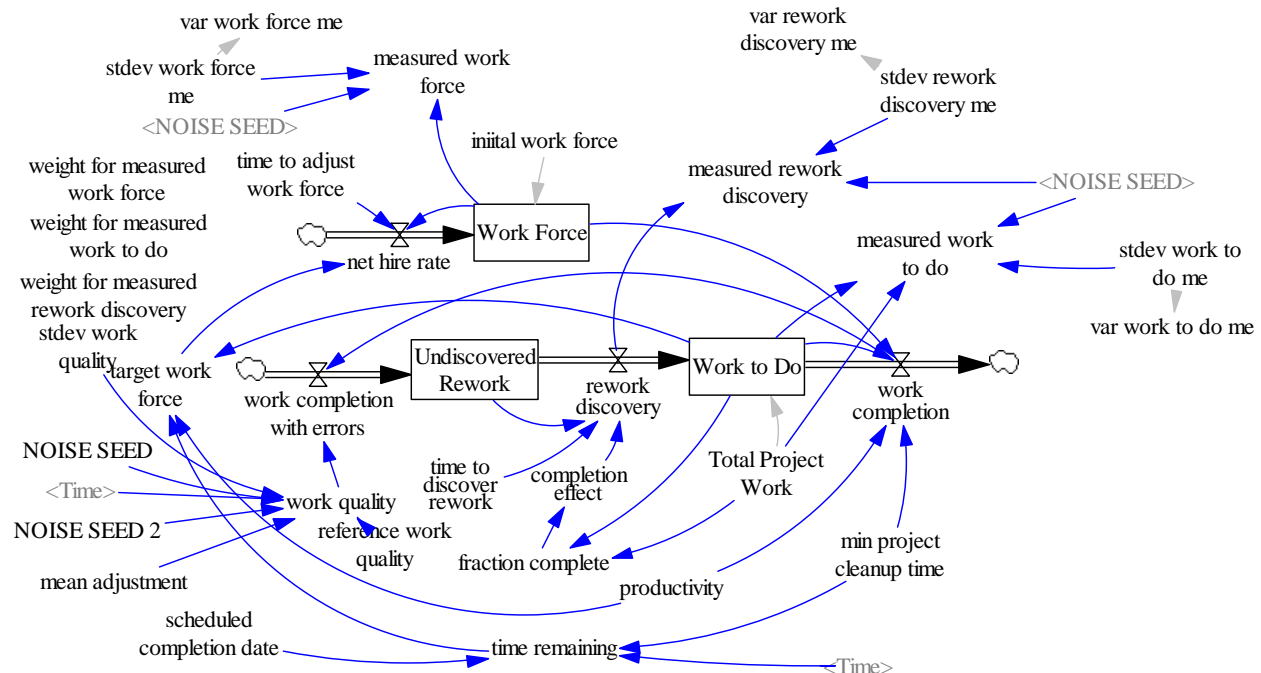 var work force me
var rework
discovery me
stdev work force
me
measured work
force
stdev rework
discovery me
<NOISE SEED>
iniital work force
weight for measured
work force
time to adjust
work force
measured rework
discovery
<NOISE SEED>
weight for measured
work to do
Work Force
measured work
to do
net hire rate
stdev work to
do me
weight for measured
rework discovery
stdev work
quality
var work to do me
target work
force
Undiscovered
Rework
Work to Do
work completion
with errors
rework
discovery
work
completion
NOISE SEED
time to
discover
rework
completion
effect
Total Project
Work
<Time>
work quality
NOISE SEED 2
reference work
quality
min project
cleanup time
fraction complete
mean adjustment
productivity
scheduled
completion date
time remaining
<Time>